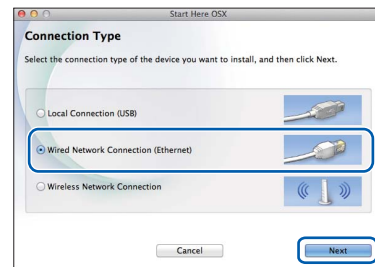 Start Here OSX
Connection Type
Select the connection type of the device you want to install, and then click Next.
Local Connection (USB)
Wired Network Connection (Ethernet)
Wireless Network Connection
Cancel
Next